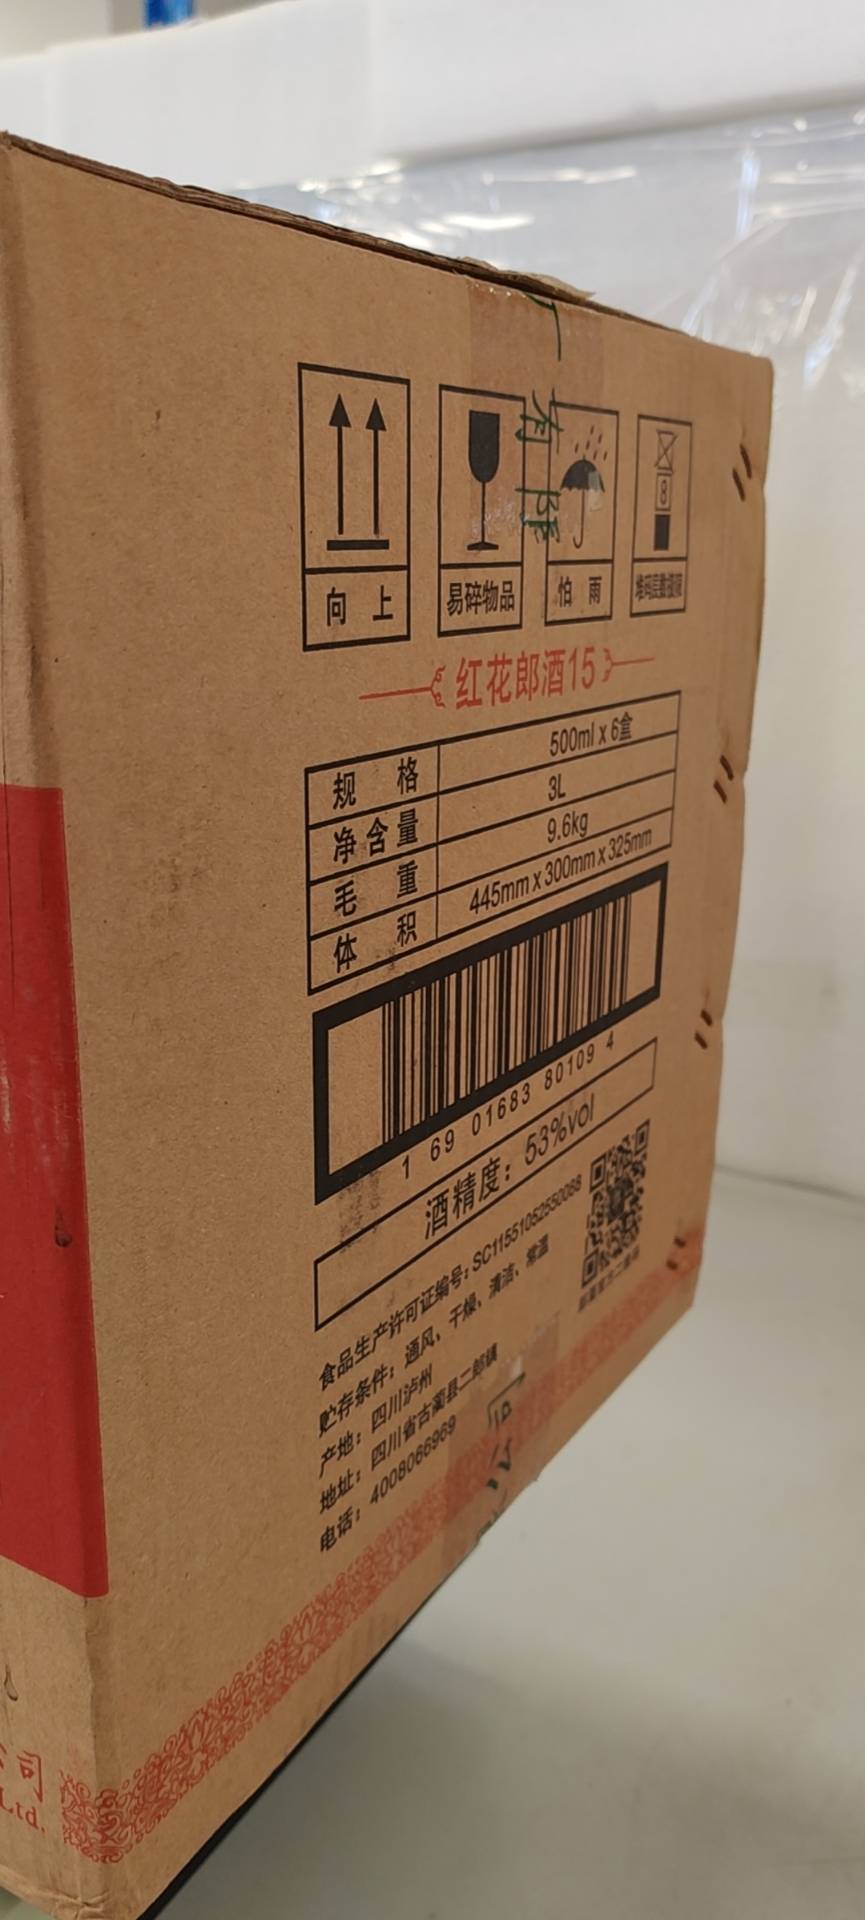 向 上
易碎物品
怕 雨
8
堆码层数极限
红花郎酒15
规 格 500ml x 6盒
净含量 3L
毛 重 9.6kg
体 积 445mm x 300mm x 325mm
1 69 01683 80109 4
酒精度：53%vol
食品生产许可证编号：SC11551052550088
贮存条件：通风、干燥、清洁、常温
产地：四川泸州
地址：四川省古蔺县二郎镇
电话：4008066969
司
Ltd.